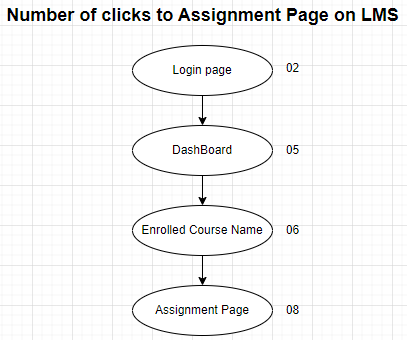 Number of clicks to Assignment Page on LMS
Login page 02
DashBoard 05
Enrolled Course Name 06
Assignment Page 08